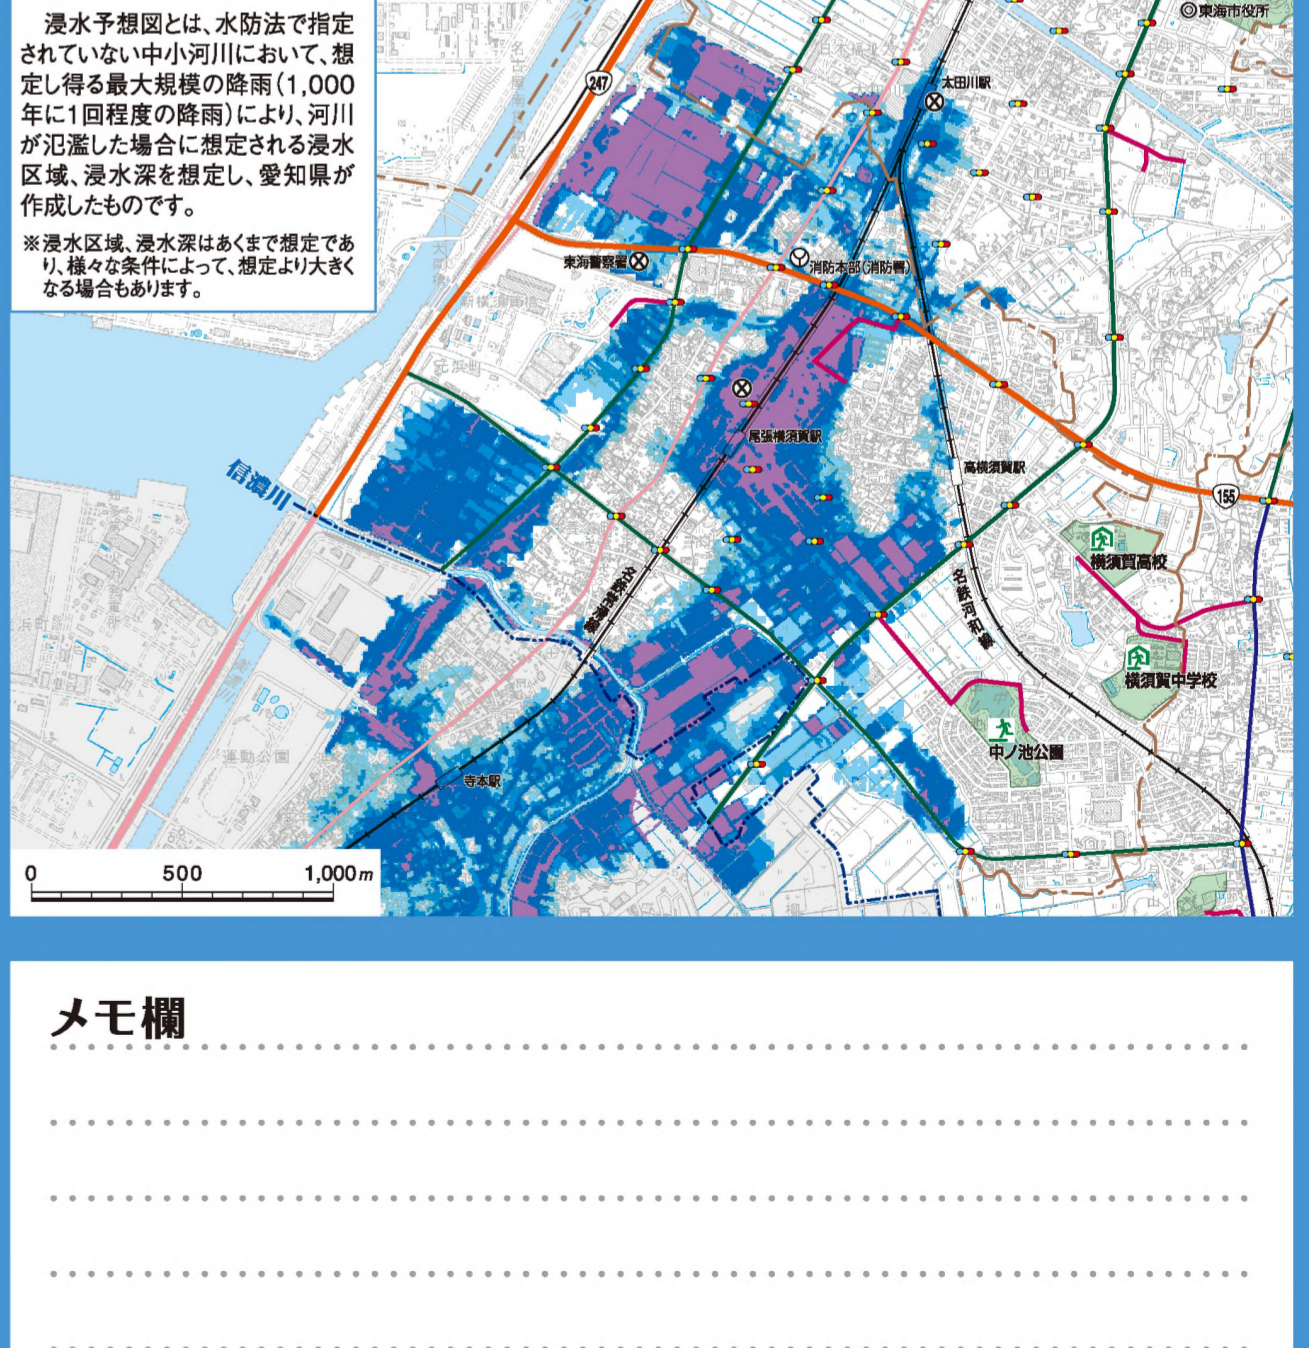 浸水予想図とは、水防法で指定
されていない中小河川において、想
定し得る最大規模の降雨（1,000
年に1回程度の降雨）により、河川
が氾濫した場合に想定される浸水
区域、浸水深を想定し、愛知県が
作成したものです。
※浸水区域、浸水深はあくまで想定であ
り、様々な条件によって、想定より大きく
なる場合もあります。
東海市役所
247
太田川駅
東海警察署
消防本部（消防署）
元浜町
尾張横須賀駅
高横須賀駅
155
信濃川
横須賀高校
名鉄常滑線
名鉄河和線
横須賀中学校
中ノ池公園
運動公園
寺本駅
0 500 1,000m
メモ欄